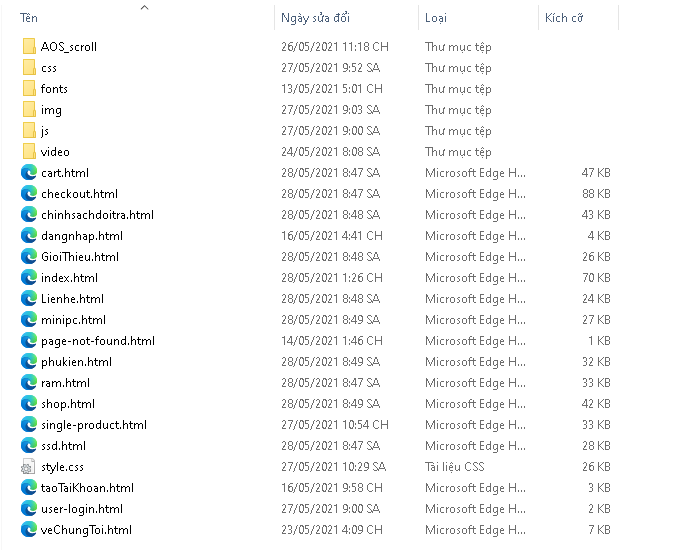 Tên Ngày sửa đổi Loại Kích cỡ
AOS_scroll 26/05/2021 11:18 CH Thư mục tệp
css 27/05/2021 9:52 SA Thư mục tệp
fonts 13/05/2021 5:01 CH Thư mục tệp
img 27/05/2021 9:03 SA Thư mục tệp
js 27/05/2021 9:00 SA Thư mục tệp
video 24/05/2021 8:08 SA Thư mục tệp
cart.html 28/05/2021 8:47 SA Microsoft Edge H... 47 KB
checkout.html 28/05/2021 8:47 SA Microsoft Edge H... 88 KB
chinhsachdoitra.html 28/05/2021 8:48 SA Microsoft Edge H... 43 KB
dangnhap.html 16/05/2021 4:41 CH Microsoft Edge H... 4 KB
GioiThieu.html 28/05/2021 8:48 SA Microsoft Edge H... 26 KB
index.html 28/05/2021 1:26 CH Microsoft Edge H... 70 KB
Lienhe.html 28/05/2021 8:48 SA Microsoft Edge H... 24 KB
minipc.html 28/05/2021 8:49 SA Microsoft Edge H... 27 KB
page-not-found.html 14/05/2021 1:46 CH Microsoft Edge H... 1 KB
phukien.html 28/05/2021 8:49 SA Microsoft Edge H... 32 KB
ram.html 28/05/2021 8:47 SA Microsoft Edge H... 33 KB
shop.html 28/05/2021 8:49 SA Microsoft Edge H... 42 KB
single-product.html 27/05/2021 10:54 CH Microsoft Edge H... 33 KB
ssd.html 28/05/2021 8:47 SA Microsoft Edge H... 28 KB
style.css 27/05/2021 10:29 SA Tài liệu CSS 26 KB
taoTaiKhoan.html 16/05/2021 9:58 CH Microsoft Edge H... 3 KB
user-login.html 27/05/2021 9:00 SA Microsoft Edge H... 2 KB
veChungToi.html 23/05/2021 4:09 CH Microsoft Edge H... 7 KB